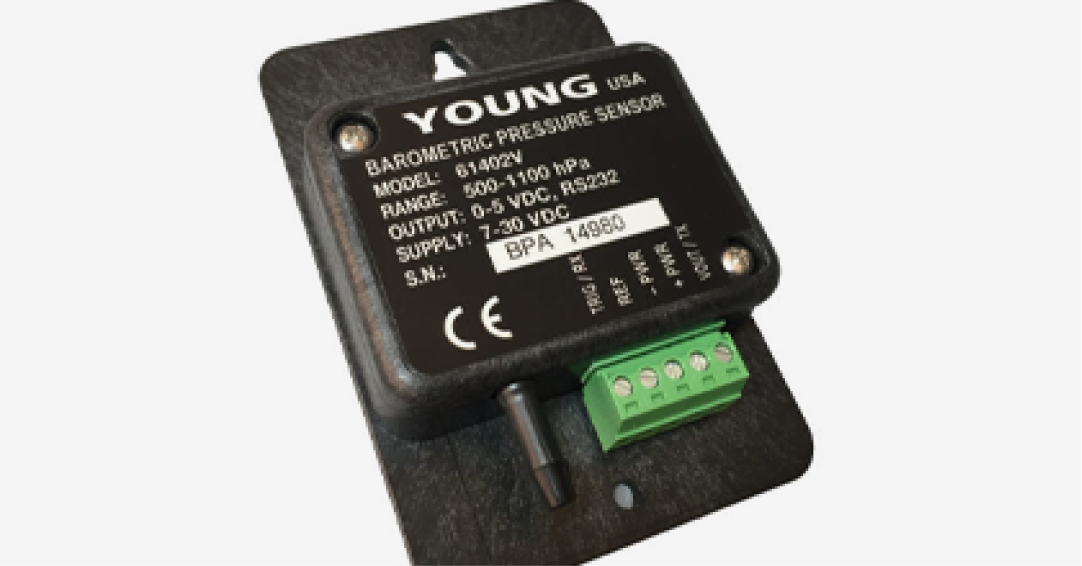 YOUNG USA
BAROMETRIC PRESSURE SENSOR
MODEL: 61402V
RANGE: 500-1100 hPa
OUTPUT: 0-5 VDC, RS232
SUPPLY: 7-30 VDC
S.N.: BPA 14980
TRIG / RX
REF
- PWR
+ PWR
VOUT / TX
CE